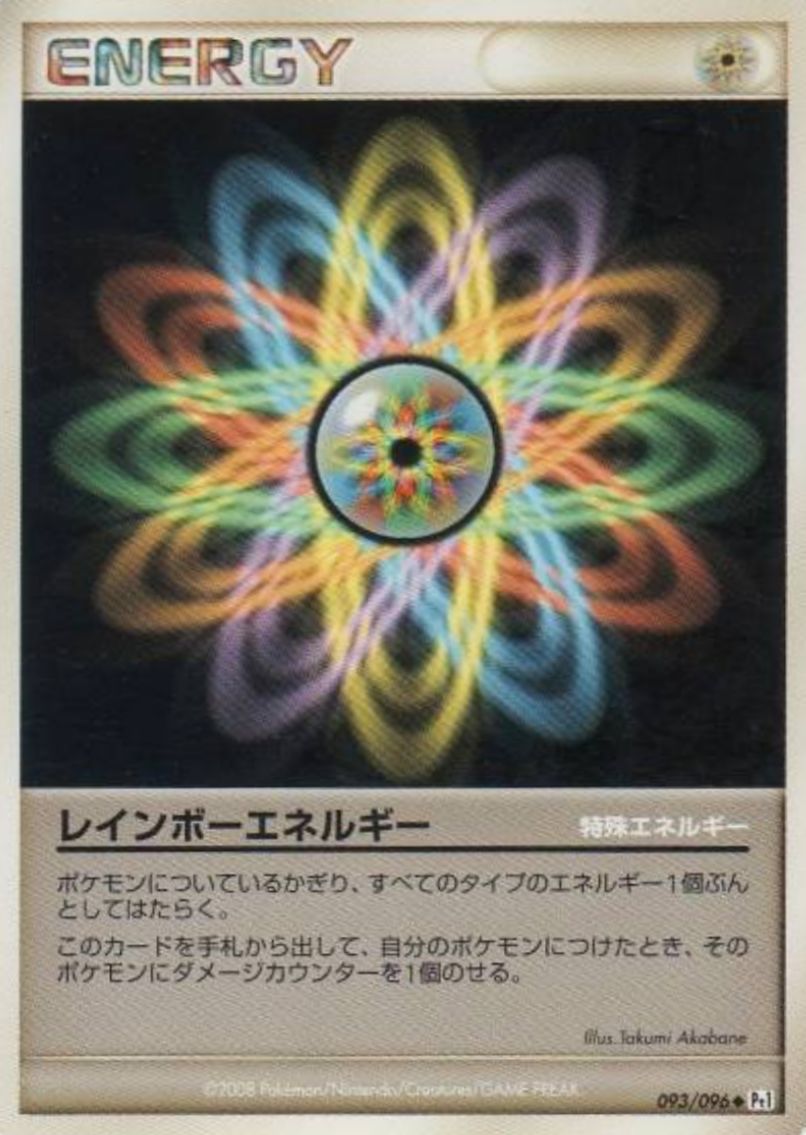 ENERGY
レインボーエネルギー
特殊エネルギー
ポケモンについているかぎり、すべてのタイプのエネルギー1個ぶん
としてはたらく。
このカードを手札から出して、自分のポケモンにつけたとき、その
ポケモンにダメージカウンターを1個のせる。
Illus. Takumi Akabane
©2008 Pokémon/Nintendo/Creatures/GAME FREAK
093/096◆ Pt1